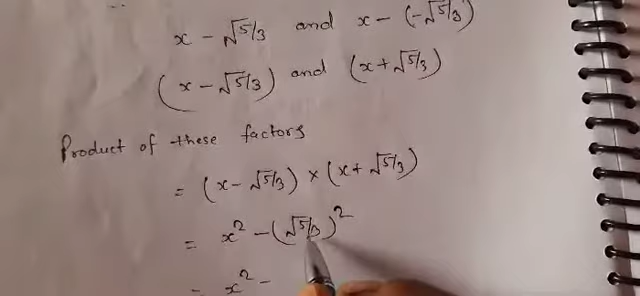 x - √5/3 and x - (-√5/3)
(x - √5/3) and (x + √5/3)
Product of these factors
= (x - √5/3) × (x + √5/3)
= x² - (√5/3)²
= x² -